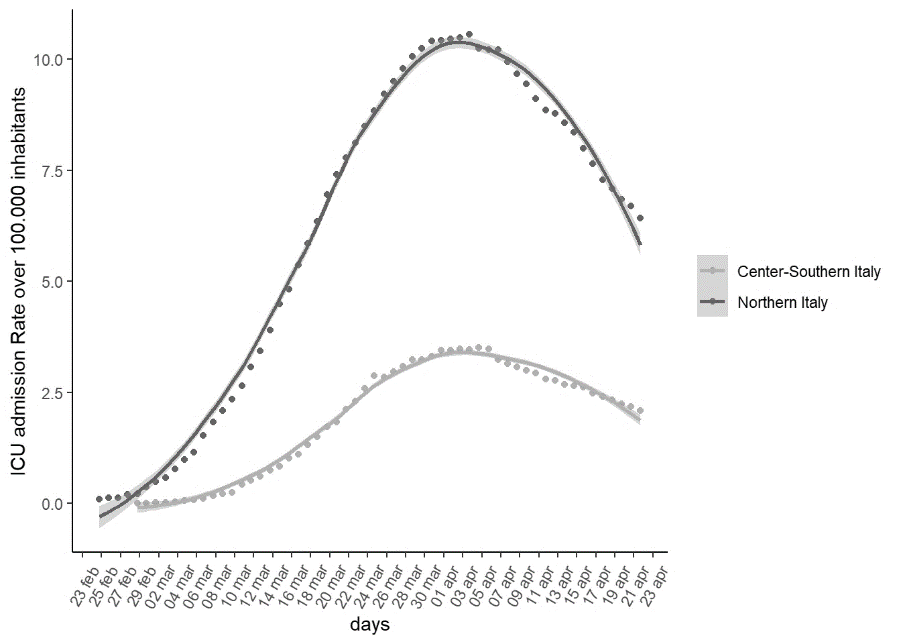 ICU admission Rate over 100.000 inhabitants
10.0
7.5
5.0
2.5
0.0
23 feb
25 feb
27 feb
29 feb
02 mar
04 mar
06 mar
08 mar
10 mar
12 mar
14 mar
16 mar
18 mar
20 mar
22 mar
24 mar
26 mar
28 mar
30 mar
01 apr
03 apr
05 apr
07 apr
09 apr
11 apr
13 apr
15 apr
17 apr
19 apr
21 apr
23 apr
days
Center-Southern Italy
Northern Italy